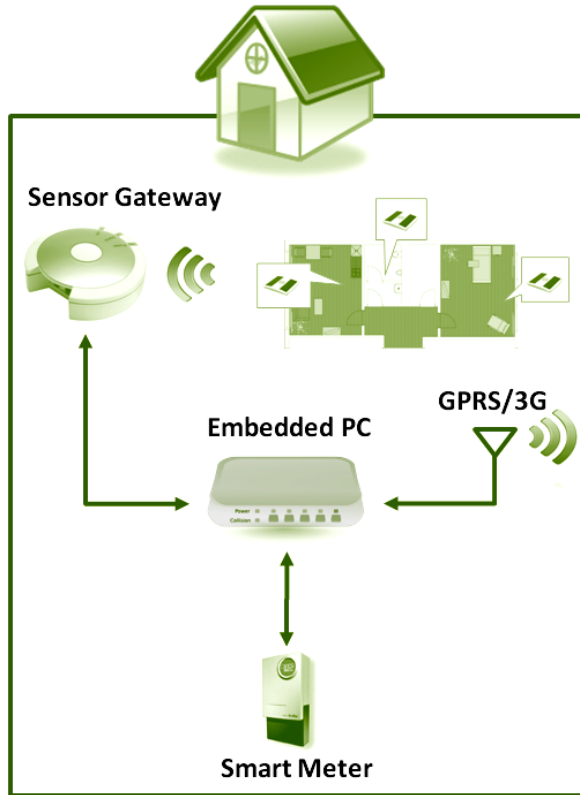 Sensor Gateway
GPRS/3G
Embedded PC
Power
Collision
Smart Meter